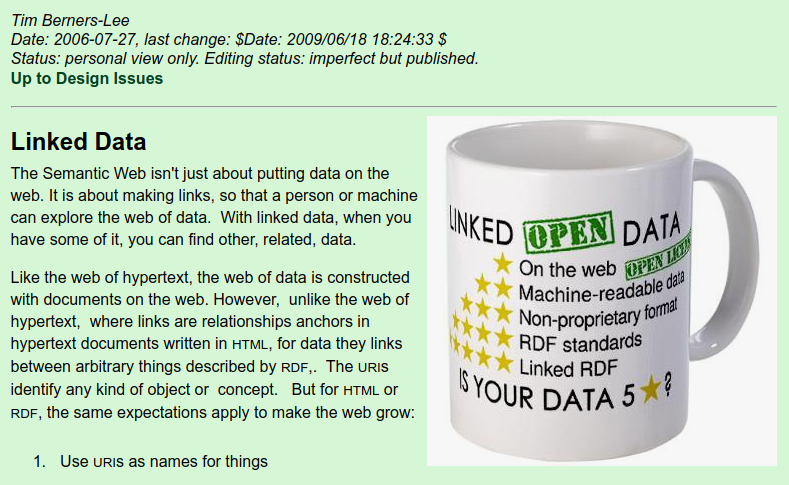 Tim Berners-Lee
Date: 2006-07-27, last change: $Date: 2009/06/18 18:24:33 $
Status: personal view only. Editing status: imperfect but published.
Up to Design Issues
Linked Data
The Semantic Web isn't just about putting data on the
web. It is about making links, so that a person or machine
can explore the web of data.  With linked data, when you
have some of it, you can find other, related, data.
Like the web of hypertext, the web of data is constructed
with documents on the web. However,  unlike the web of
hypertext,  where links are relationships anchors in
hypertext documents written in HTML, for data they links
between arbitrary things described by RDF,.  The URIs
identify any kind of object or  concept.   But for HTML or
RDF, the same expectations apply to make the web grow:
1. Use URIs as names for things
LINKED OPEN DATA
★ On the web OPEN LICENS
★★ Machine-readable data
★★★ Non-proprietary format
★★★★ RDF standards
★★★★★ Linked RDF
IS YOUR DATA 5 ★ ?